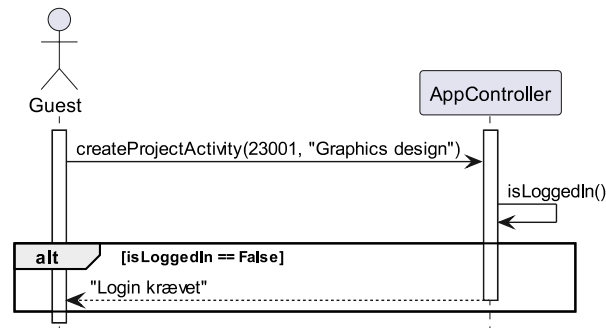 Guest
AppController
createProjectActivity(23001, "Graphics design")
isLoggedIn()
alt [isLoggedIn == False]
"Login krævet"